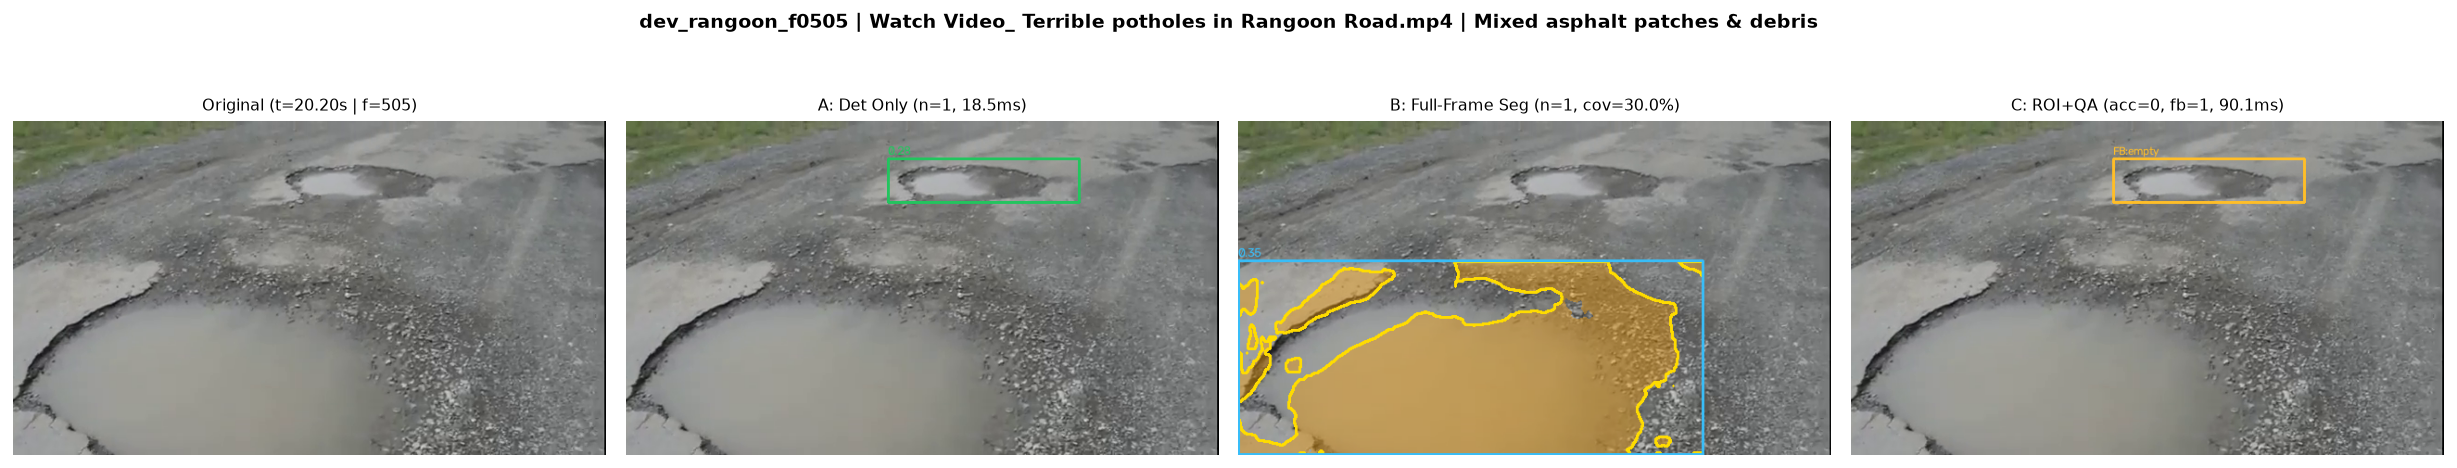 dev_rangoon_f0505 | Watch Video_ Terrible potholes in Rangoon Road.mp4 | Mixed asphalt patches & debris
Original (t=20.20s | f=505)
A: Det Only (n=1, 18.5ms)
B: Full-Frame Seg (n=1, cov=30.0%)
C: ROI+QA (acc=0, fb=1, 90.1ms)
FB:empty
0.35